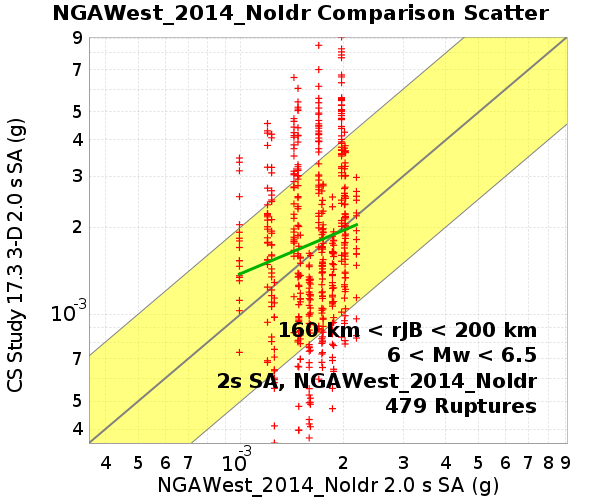 NGAWest_2014_NoIdr Comparison Scatter
CS Study 17.3 3-D 2.0 s SA (g)
9
7
5
4
3
2
10⁻³
7
5
4
160 km < rJB < 200 km
6 < Mw < 6.5
2s SA, NGAWest_2014_NoIdr
479 Ruptures
4 5 6 7 10⁻³ 2 3 4 5 6 7 8 9
NGAWest_2014_NoIdr 2.0 s SA (g)